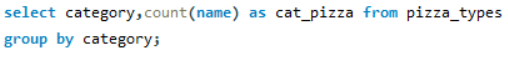 select category,count(name) as cat_pizza from pizza_types
group by category;